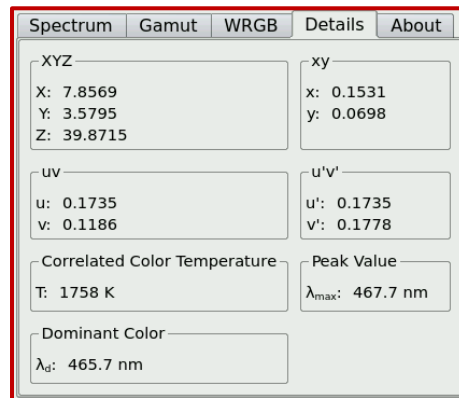 Spectrum Gamut WRGB Details About
XYZ
X: 7.8569
Y: 3.5795
Z: 39.8715
xy
x: 0.1531
y: 0.0698
uv
u: 0.1735
v: 0.1186
u'v'
u': 0.1735
v': 0.1778
Correlated Color Temperature
T: 1758 K
Peak Value
λmax: 467.7 nm
Dominant Color
λd: 465.7 nm